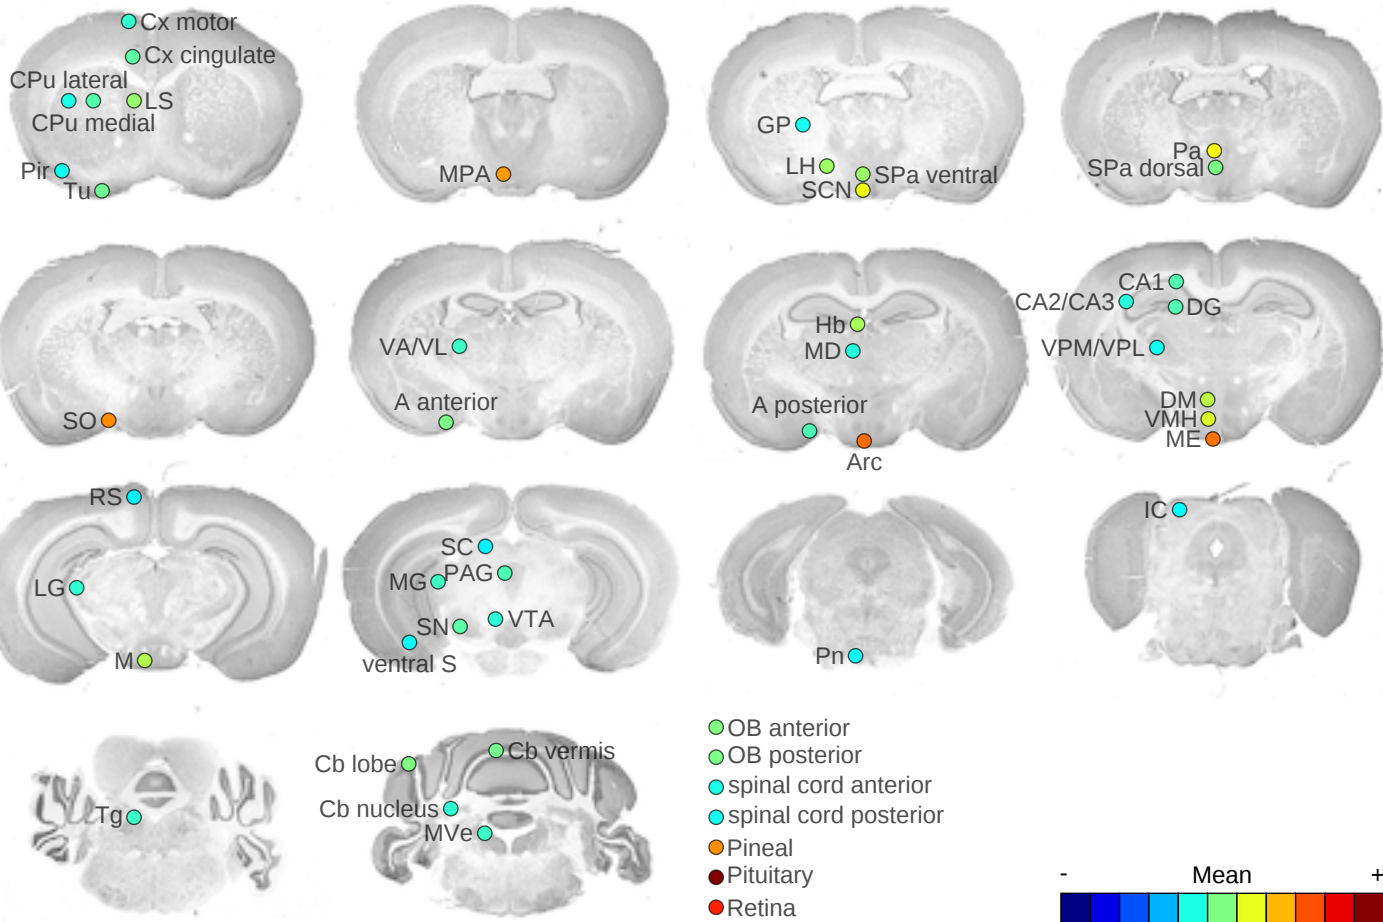 Cx motor
Cx cingulate
CPu lateral
LS
CPu medial
Pir
Tu
MPA
GP
LH
SPa ventral
SCN
Pa
SPa dorsal
SO
VA/VL
A anterior
Hb
MD
A posterior
Arc
CA1
CA2/CA3
DG
VPM/VPL
DM
VMH
ME
RS
LG
M
SC
MG
PAG
SN
VTA
ventral S
Pn
IC
Tg
Cb lobe
Cb vermis
Cb nucleus
MVe
OB anterior
OB posterior
spinal cord anterior
spinal cord posterior
Pineal
Pituitary
Retina
- Mean +